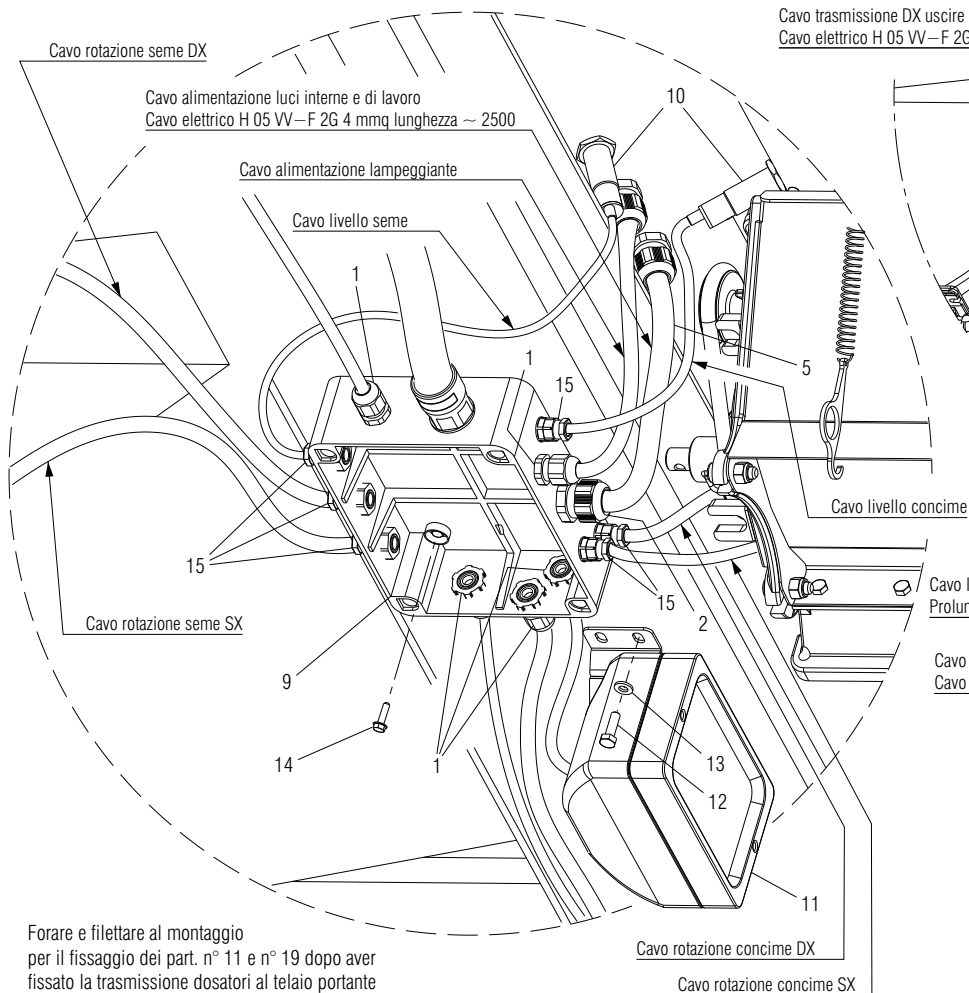 Cavo trasmissione DX uscire
Cavo elettrico H 05 VV–F 2G
Cavo rotazione seme DX
Cavo alimentazione luci interne e di lavoro
Cavo elettrico H 05 VV–F 2G 4 mmq lunghezza ~ 2500
10
Cavo alimentazione lampeggiante
Cavo livello seme
1
1
15
5
Cavo livello concime
15
15
2
Cavo rotazione seme SX
9
14
1
13
12
11
Cavo
Cavo
Forare e filettare al montaggio
per il fissaggio dei part. n° 11 e n° 19 dopo aver
fissato la trasmissione dosatori al telaio portante
Cavo rotazione concime DX
Cavo rotazione concime SX